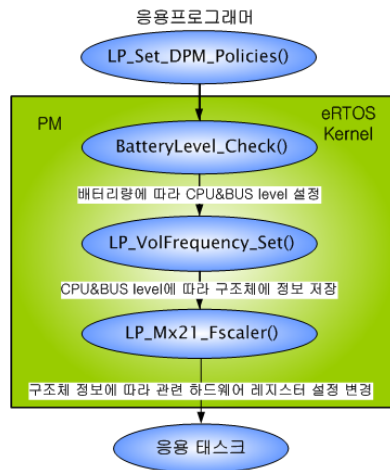 응용프로그래머
LP_Set_DPM_Policies()
PM
eRTOS
Kernel
BatteryLevel_Check()
배터리량에 따라 CPU&BUS level 설정
LP_VolFrequency_Set()
CPU&BUS level에 따라 구조체에 정보 저장
LP_Mx21_Fscaler()
구조체 정보에 따라 관련 하드웨어 레지스터 설정 변경
응용 태스크